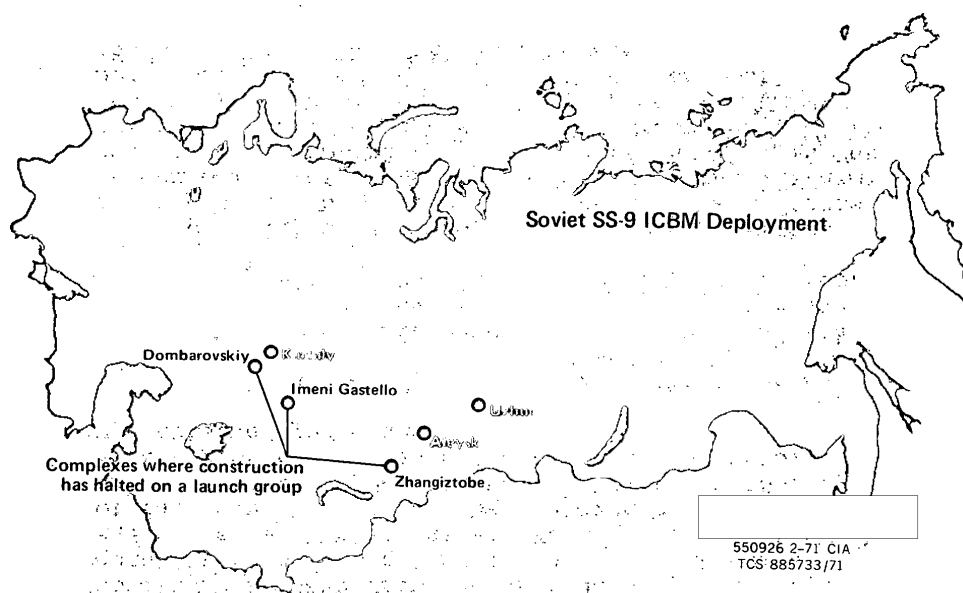 Soviet SS-9 ICBM Deployment
Dombarovskiy
Imeni Gastello
Aleysk
Zhangiztobe
Complexes where construction
has halted on a launch group
550926 2-71 CIA
TCS 885733/71